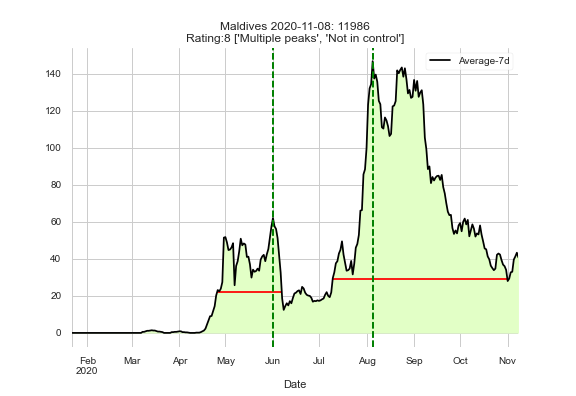 Maldives 2020-11-08: 11986
Rating:8 ['Multiple peaks', 'Not in control']
Average-7d
140
120
100
80
60
40
20
0
Feb Mar Apr May Jun Jul Aug Sep Oct Nov
2020
Date